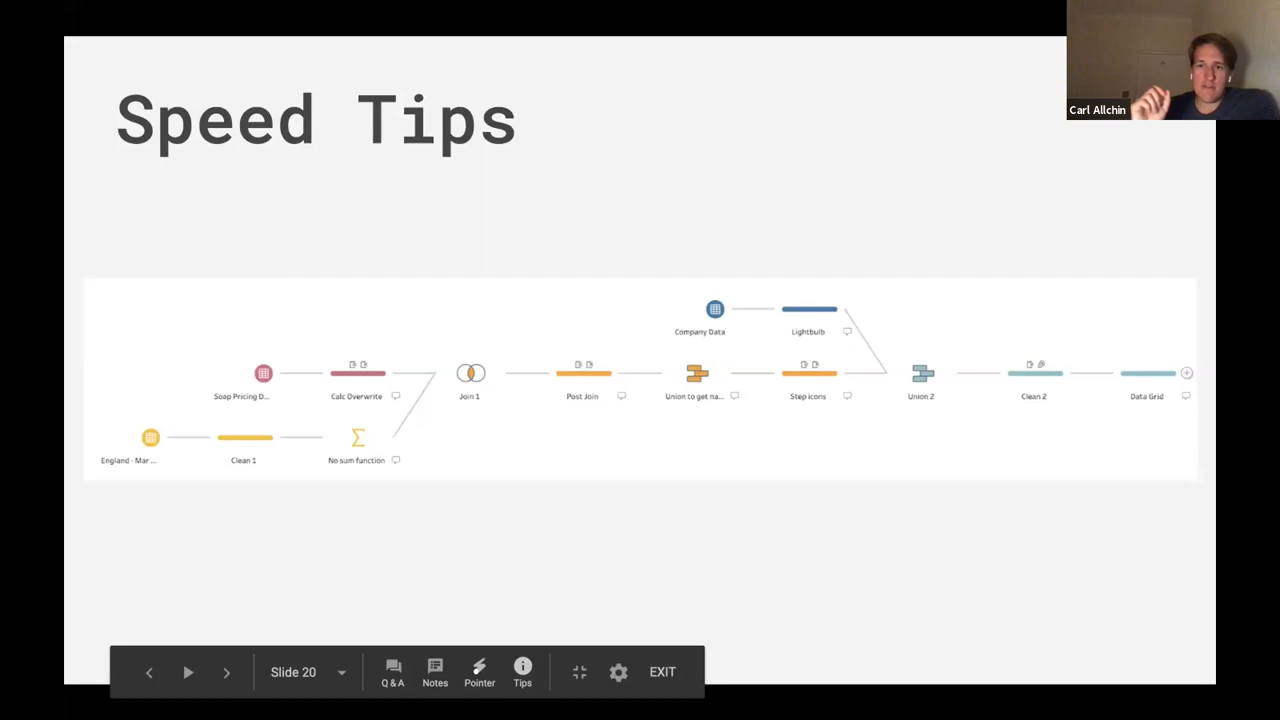 Carl Allchin
Speed Tips
Company Data
Lightbulb
Soap Pricing D...
Calc Overwrite
Join 1
Post Join
Union to get na...
Step icons
Union 2
Clean 2
Data Grid
England - Mar ...
Clean 1
No sum function
Slide 20
Q & A
Notes
Pointer
Tips
EXIT